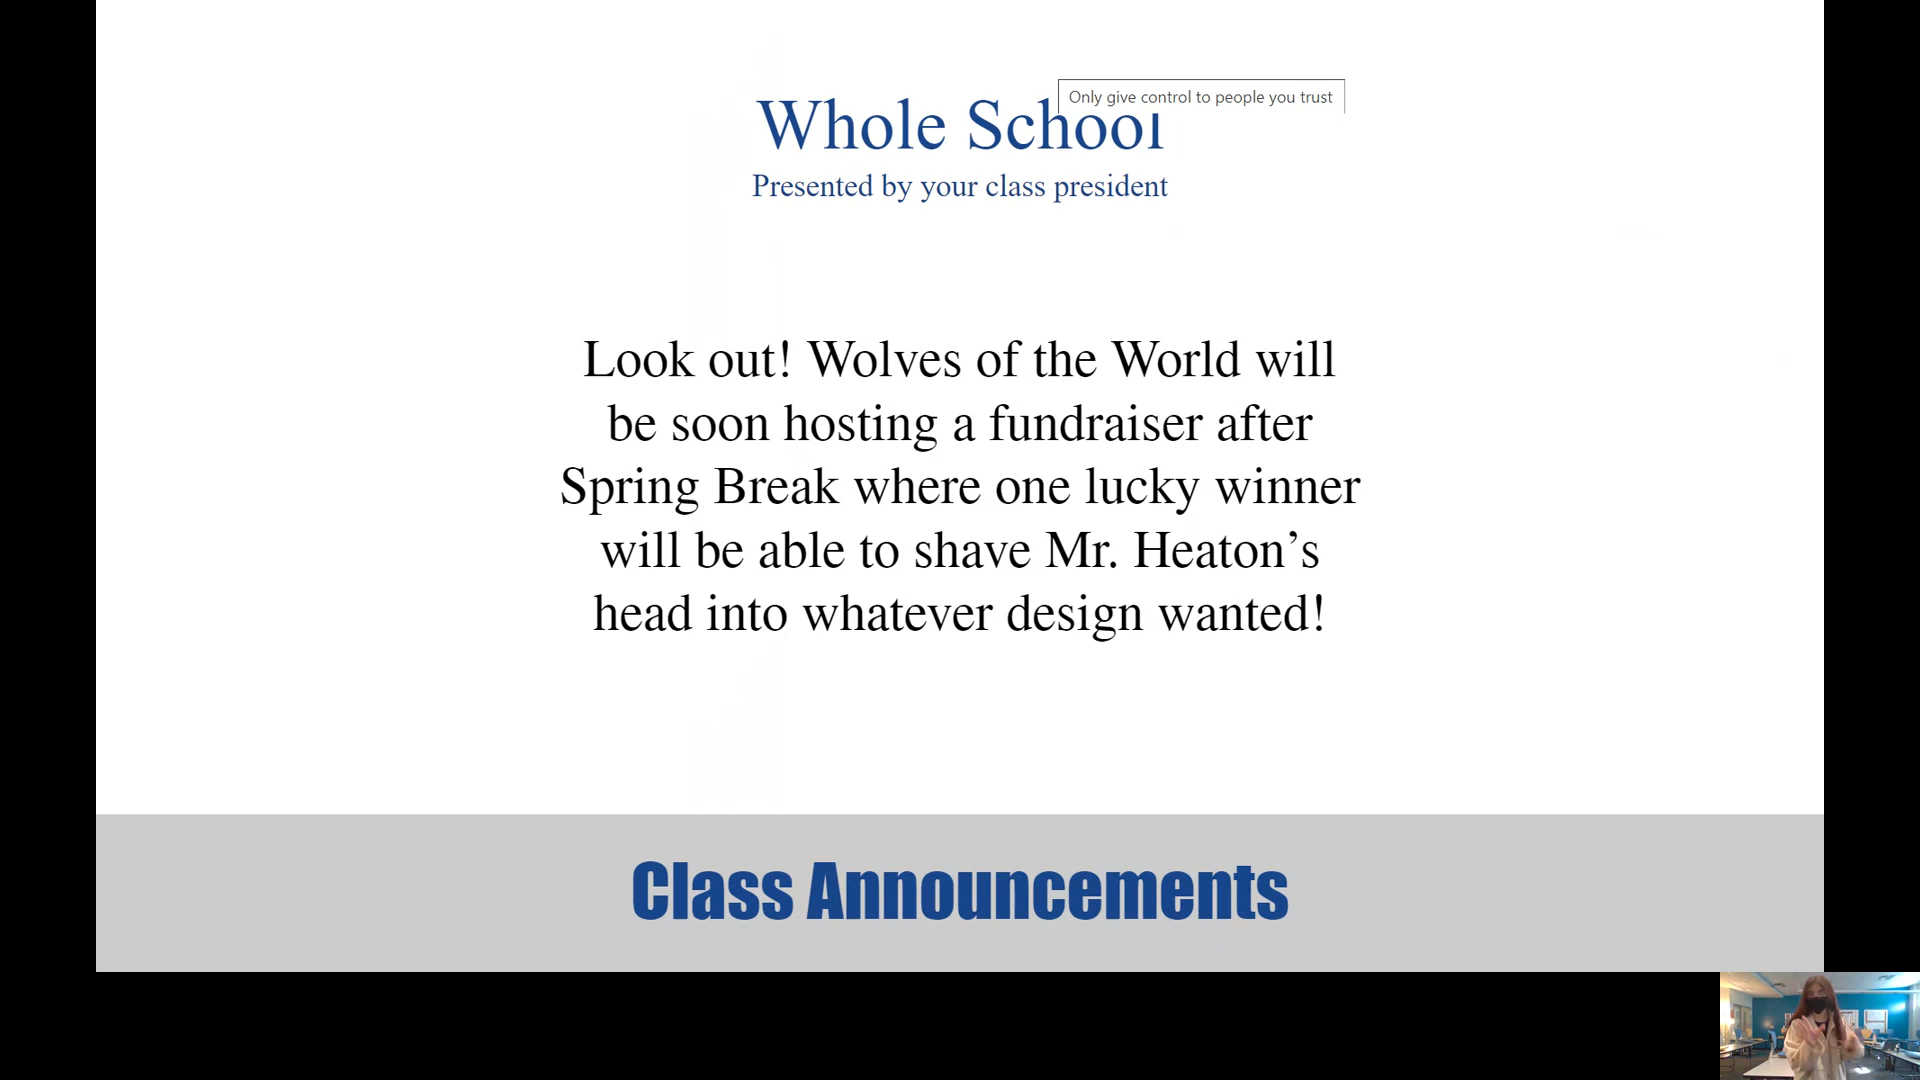 Only give control to people you trust
Whole School
Presented by your class president
Look out! Wolves of the World will
be soon hosting a fundraiser after
Spring Break where one lucky winner
will be able to shave Mr. Heaton’s
head into whatever design wanted!
Class Announcements